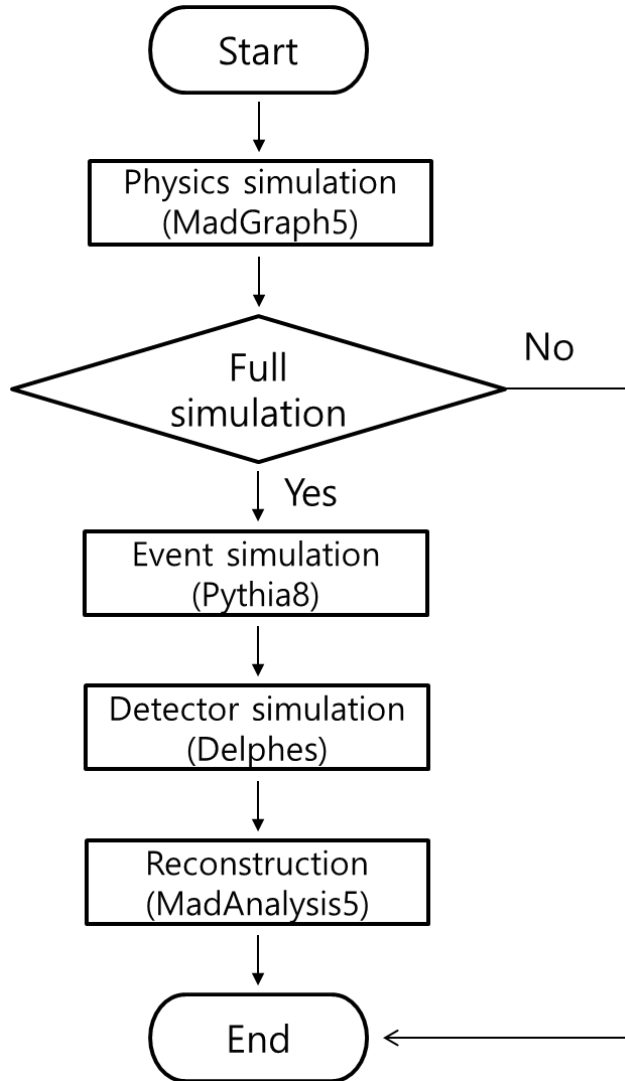 Start
Physics simulation
(MadGraph5)
Full
simulation
No
Yes
Event simulation
(Pythia8)
Detector simulation
(Delphes)
Reconstruction
(MadAnalysis5)
End